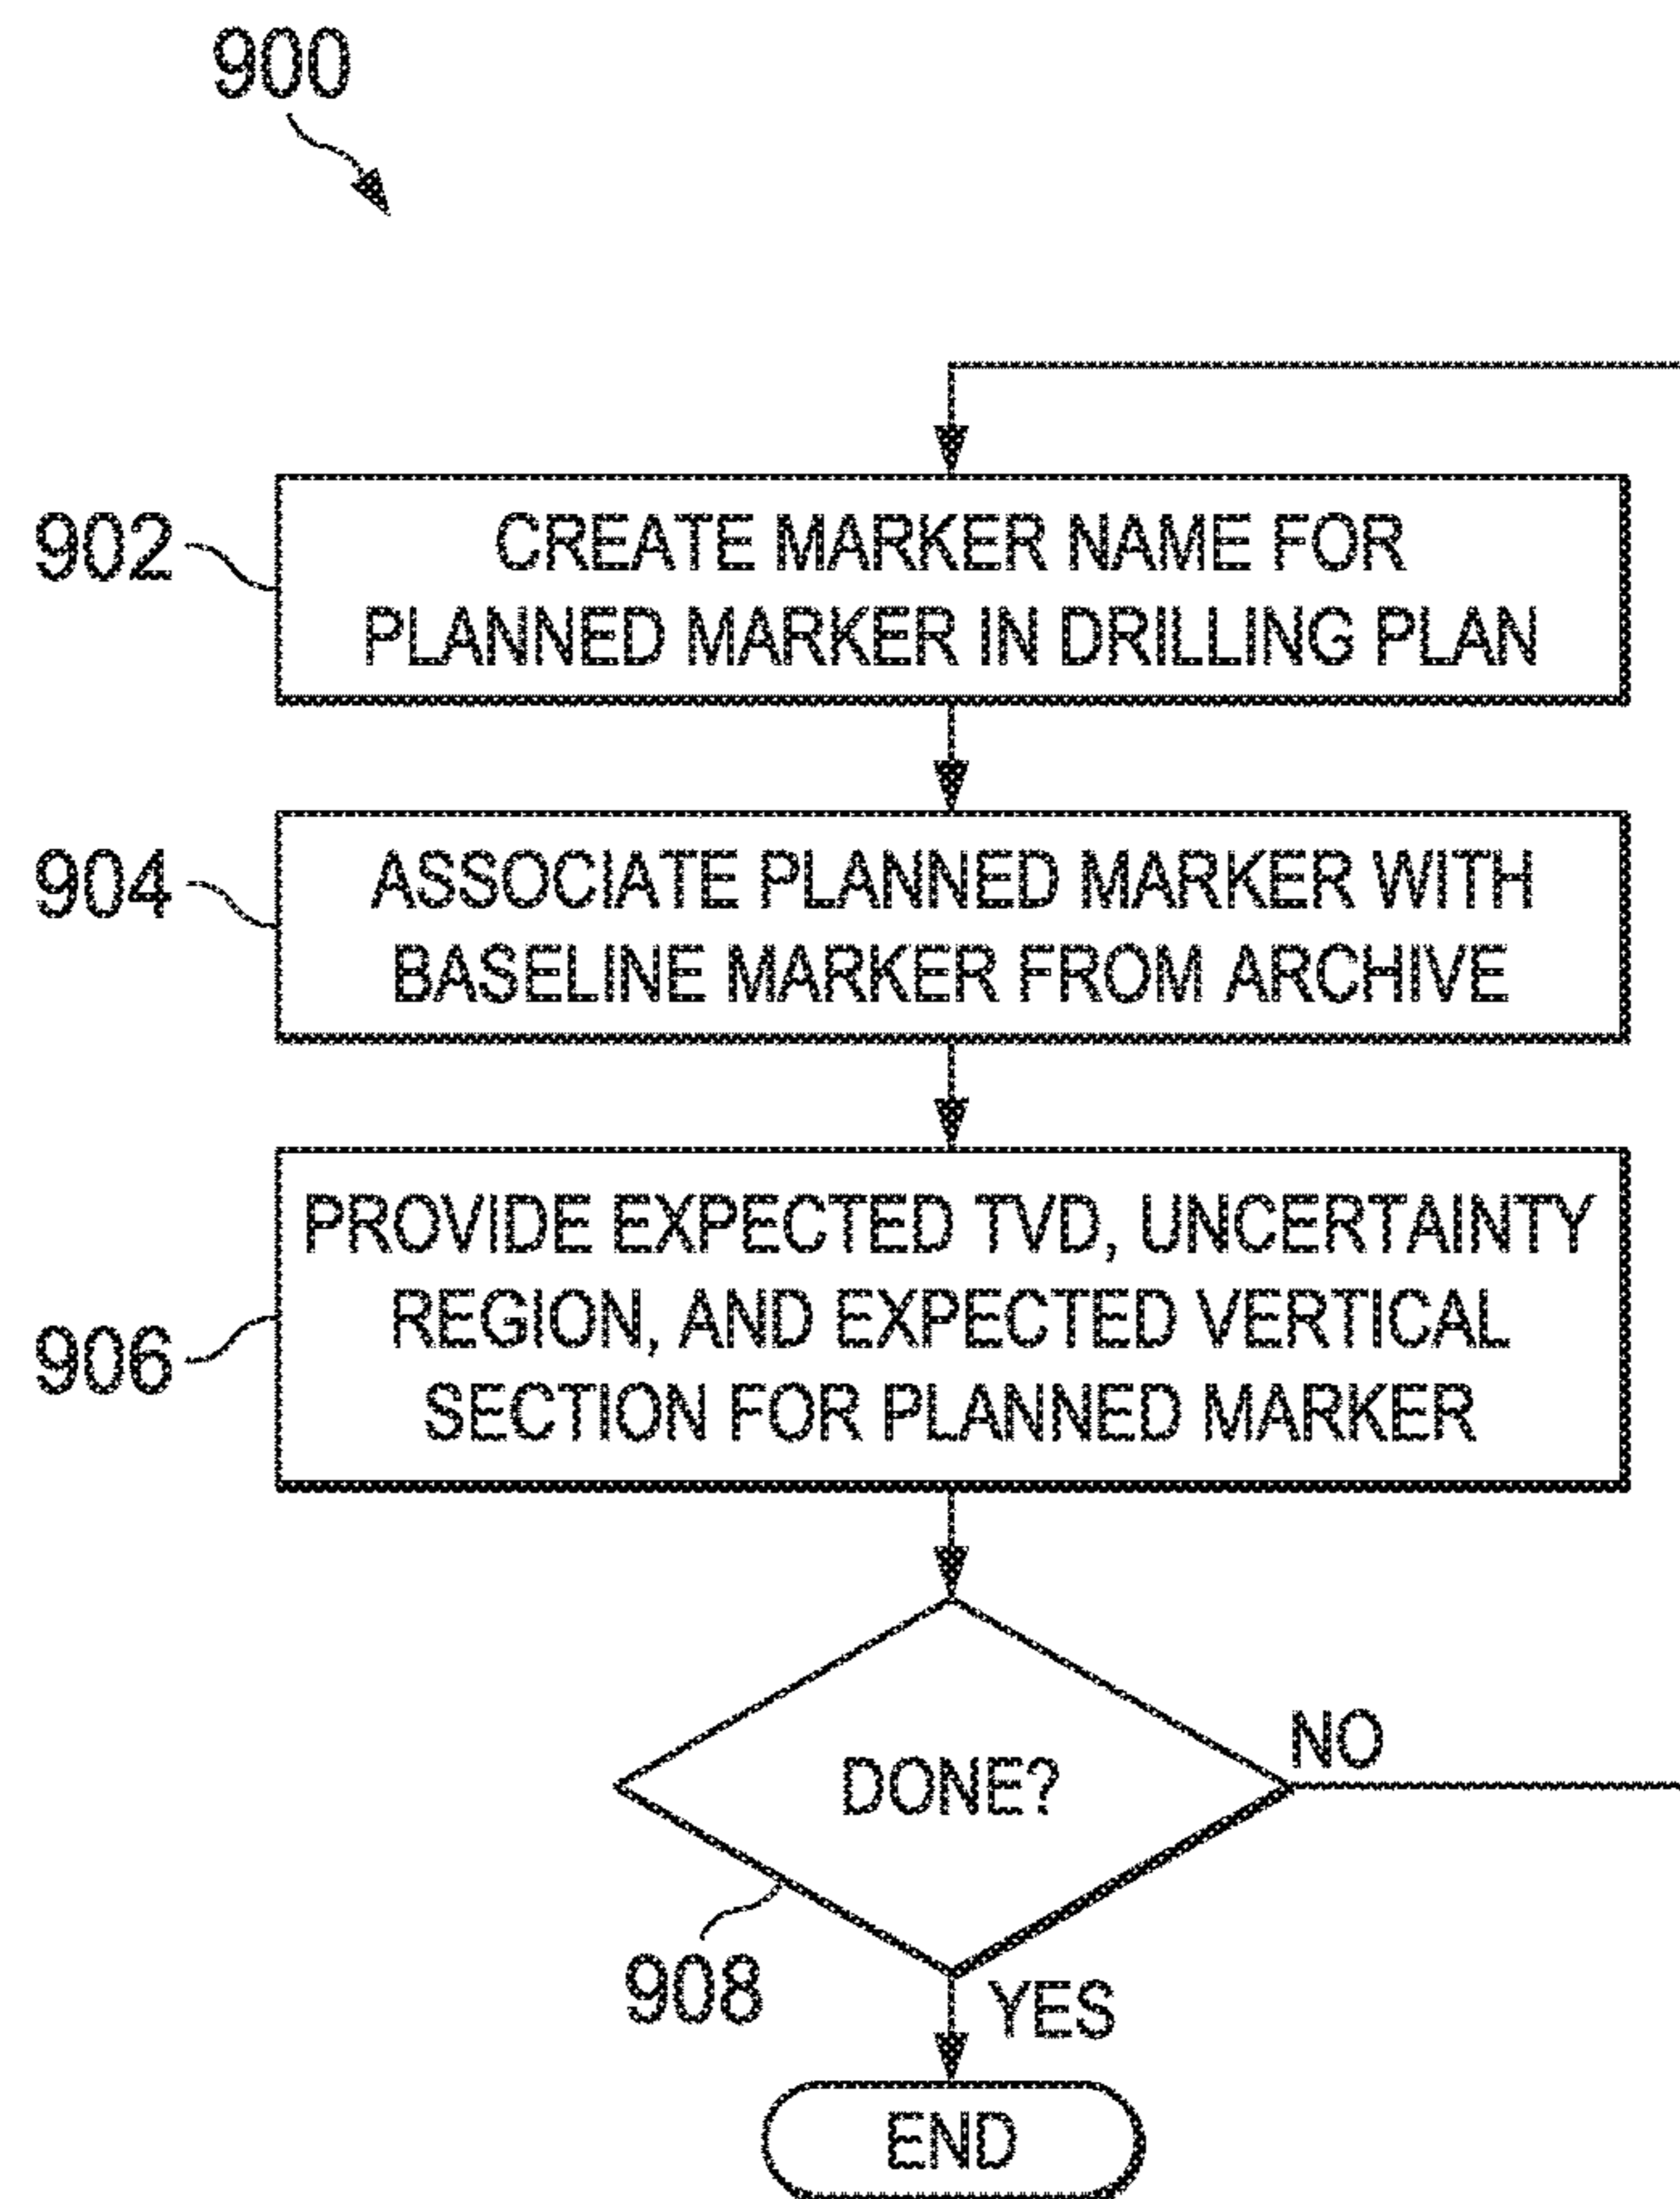 900
902
CREATE MARKER NAME FOR
PLANNED MARKER IN DRILLING PLAN
904
ASSOCIATE PLANNED MARKER WITH
BASELINE MARKER FROM ARCHIVE
906
PROVIDE EXPECTED TVD, UNCERTAINTY
REGION, AND EXPECTED VERTICAL
SECTION FOR PLANNED MARKER
NO
DONE?
908
YES
END